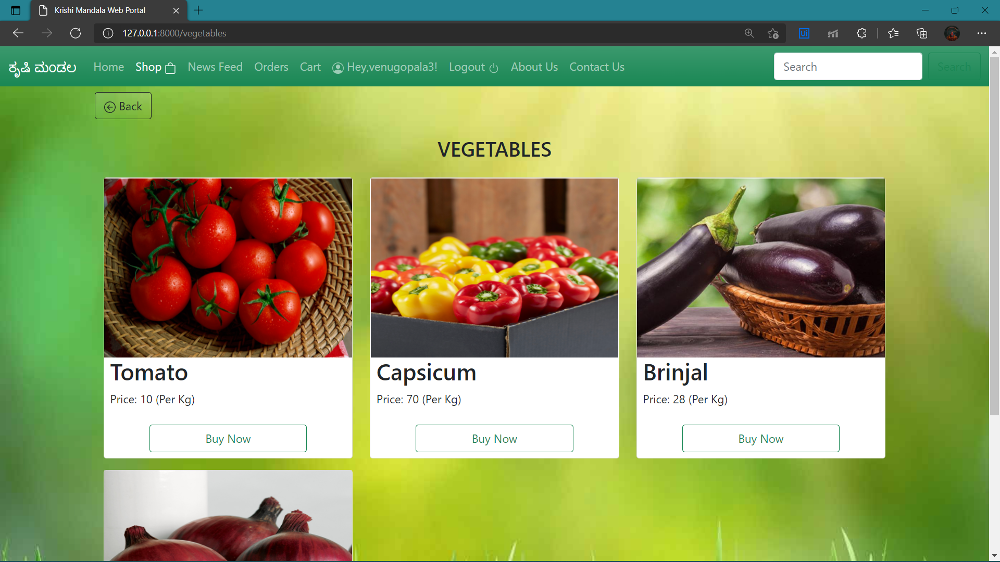 Krishi Mandala Web Portal
127.0.0.1:8000/vegetables
ಕೃಷಿ ಮಂಡಲ Home Shop News Feed Orders Cart Hey,venugopala3! Logout About Us Contact Us Search Search
Back
VEGETABLES
Tomato Capsicum Brinjal
Price: 10 (Per Kg) Price: 70 (Per Kg) Price: 28 (Per Kg)
Buy Now Buy Now Buy Now